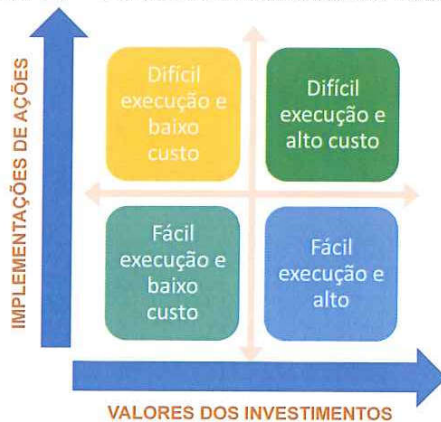 IMPLEMENTAÇÕES DE AÇÕES
Difícil
execução e
baixo
custo
Difícil
execução e
alto custo
Fácil
execução e
baixo
custo
Fácil
execução e
alto
VALORES DOS INVESTIMENTOS